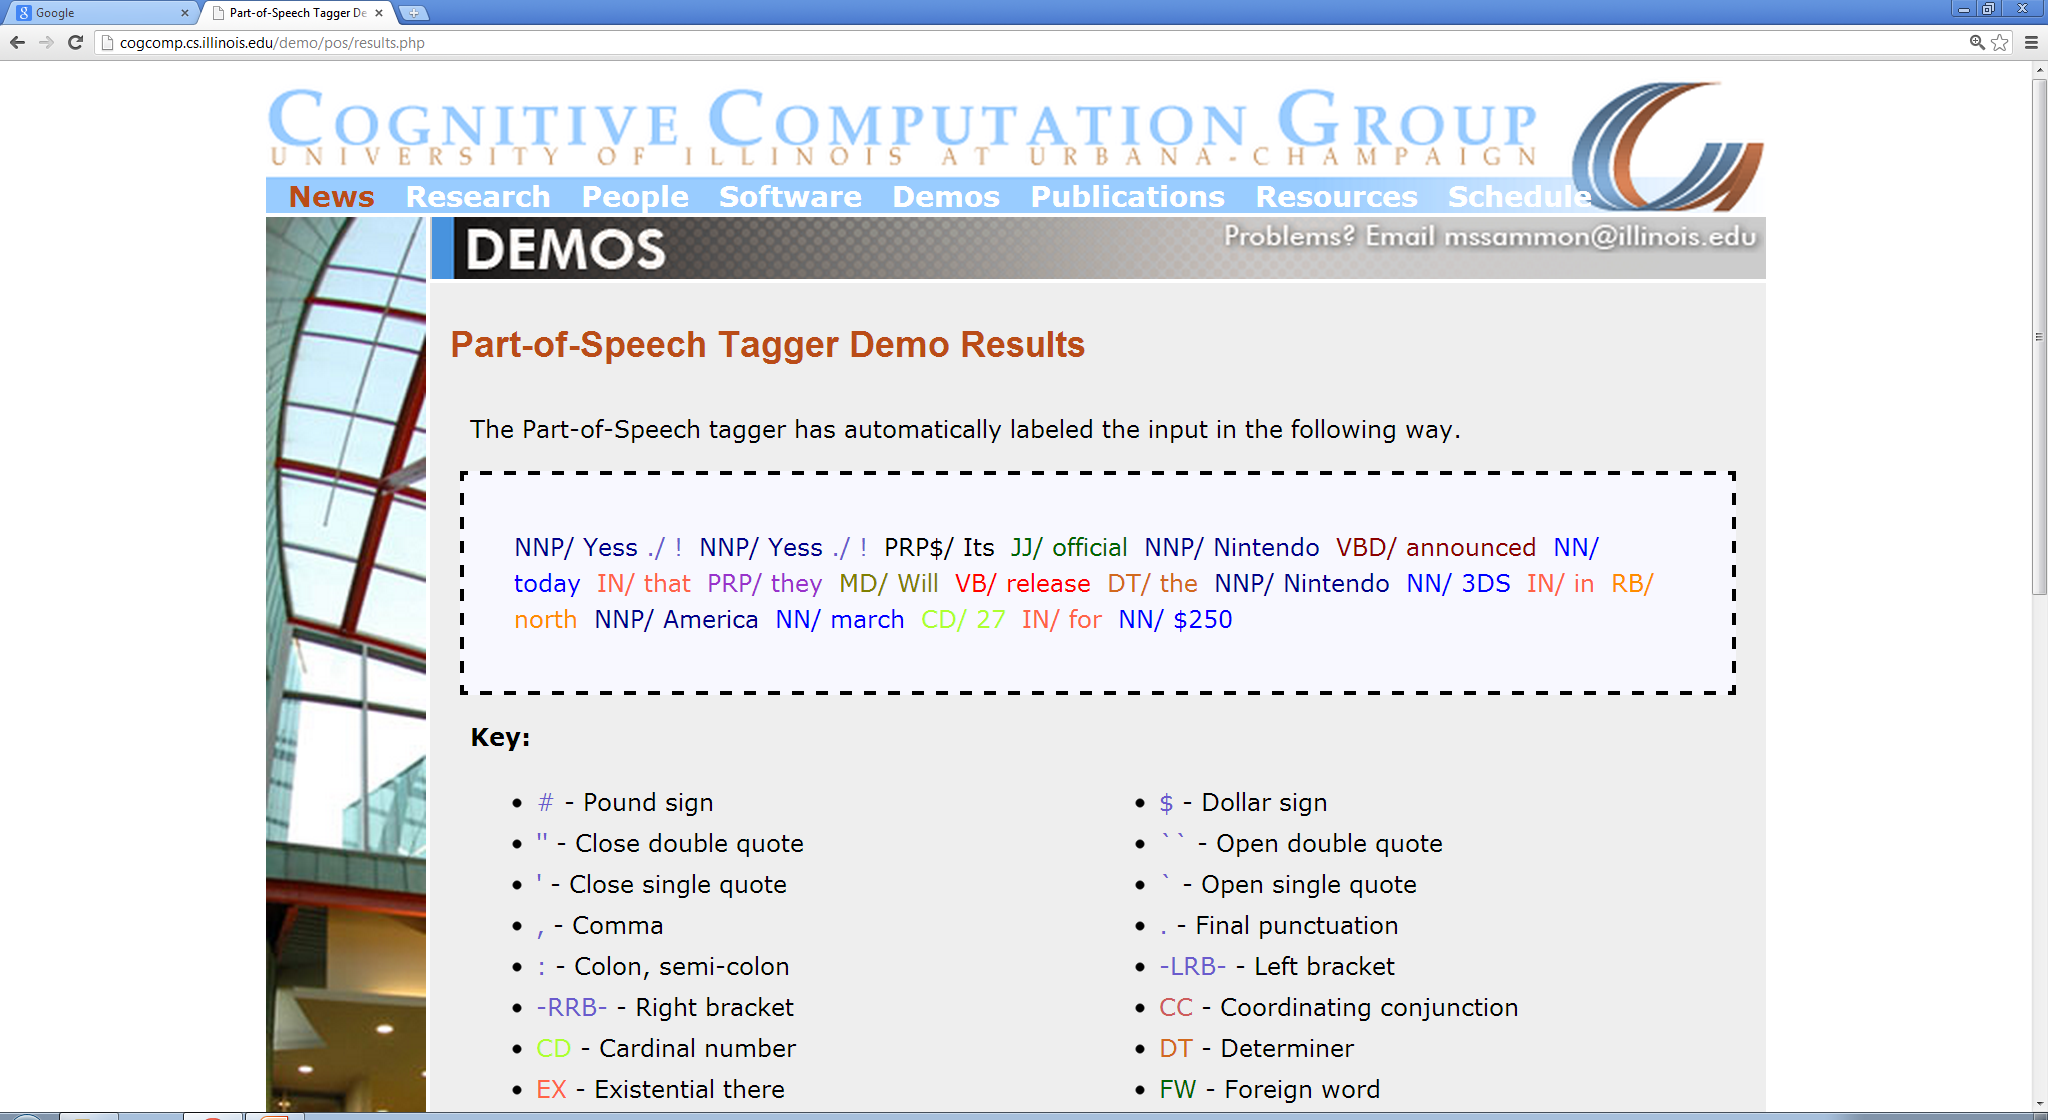 Google
Part-of-Speech Tagger De
cogcomp.cs.illinois.edu/demo/pos/results.php
COGNITIVE COMPUTATION GROUP
UNIVERSITY OF ILLINOIS AT URBANA-CHAMPAIGN
News Research People Software Demos Publications Resources Schedule
DEMOS Problems? Email mssammon@illinois.edu
Part-of-Speech Tagger Demo Results
The Part-of-Speech tagger has automatically labeled the input in the following way.
NNP/ Yess ./ ! NNP/ Yess ./ ! PRP$/ Its JJ/ official NNP/ Nintendo VBD/ announced NN/
today IN/ that PRP/ they MD/ Will VB/ release DT/ the NNP/ Nintendo NN/ 3DS IN/ in RB/
north NNP/ America NN/ march CD/ 27 IN/ for NN/ $250
Key:
# - Pound sign
$ - Dollar sign
" - Close double quote
`` - Open double quote
' - Close single quote
` - Open single quote
, - Comma
. - Final punctuation
: - Colon, semi-colon
-LRB- - Left bracket
-RRB- - Right bracket
CC - Coordinating conjunction
CD - Cardinal number
DT - Determiner
EX - Existential there
FW - Foreign word